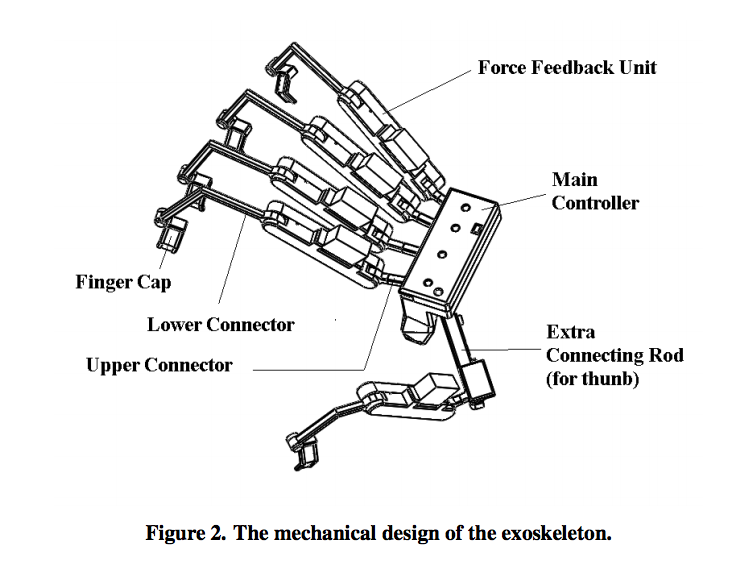 Force Feedback Unit
Main
Controller
Finger Cap
Lower Connector
Upper Connector
Extra
Connecting Rod
(for thunb)
Figure 2. The mechanical design of the exoskeleton.